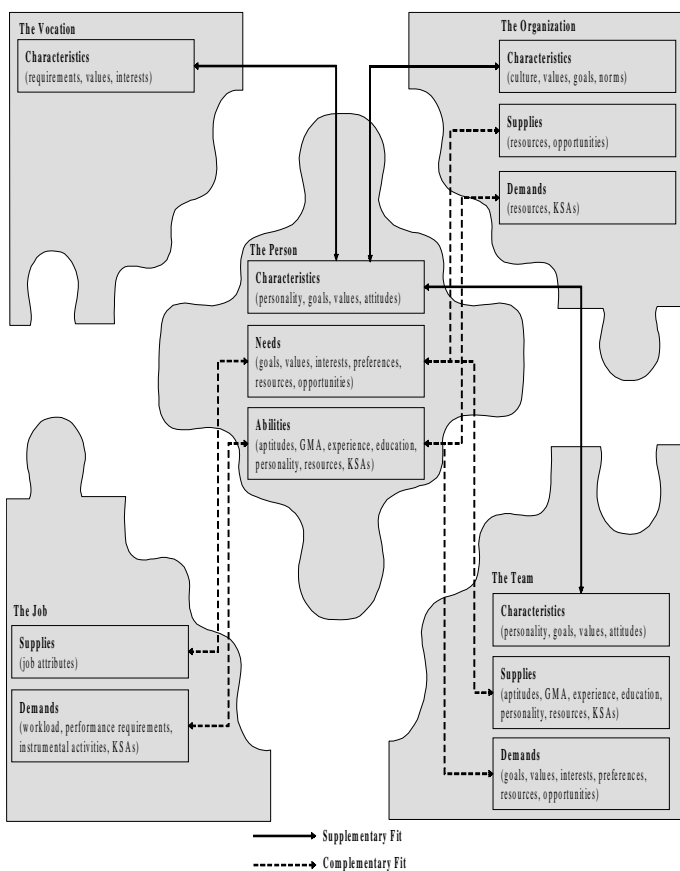 The Vocation
Characteristics
(requirements, values, interests)
The Organization
Characteristics
(culture, values, goals, norms)
Supplies
(resources, opportunities)
Demands
(resources, KSAs)
The Person
Characteristics
(personality, goals, values, attitudes)
Needs
(goals, values, interests, preferences,
resources, opportunities)
Abilities
(aptitudes, GMA, experience, education,
personality, resources, KSAs)
The Job
Supplies
(job attributes)
Demands
(workload, performance requirements,
instrumental activities, KSAs)
The Team
Characteristics
(personality, goals, values, attitudes)
Supplies
(aptitudes, GMA, experience, education,
personality, resources, KSAs)
Demands
(goals, values, interests, preferences,
resources, opportunities)
Supplementary Fit
Complementary Fit